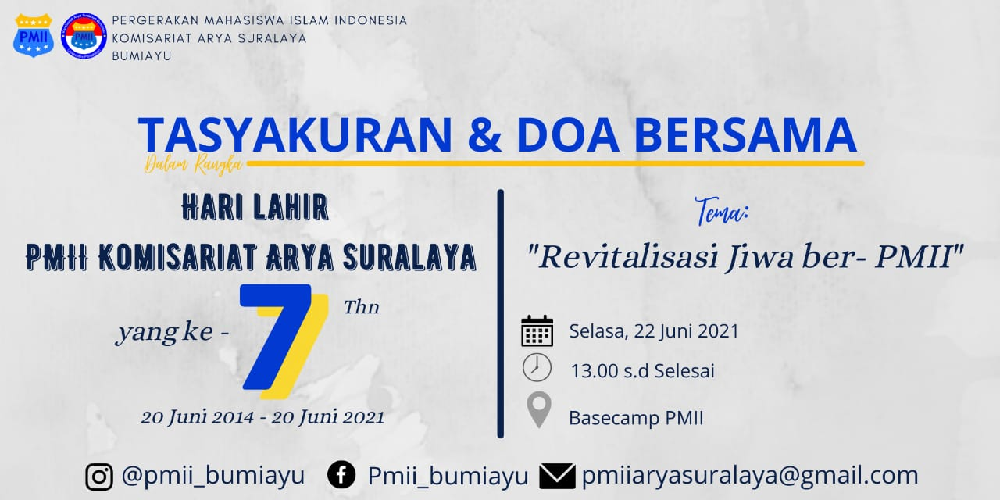 PMII
PMII
PERGERAKAN MAHASISWA ISLAM INDONESIA
KOMISARIAT ARYA SURALAYA
BUMIAYU
TASYAKURAN & DOA BERSAMA
Dalam Rangka
HARI LAHIR
PMII KOMISARIAT ARYA SURALAYA
yang ke - 7 Thn
20 Juni 2014 - 20 Juni 2021
Tema:
"Revitalisasi Jiwa ber- PMII"
Selasa, 22 Juni 2021
13.00 s.d Selesai
Basecamp PMII
@pmii_bumiayu
Pmii_bumiayu
pmiiaryasuralaya@gmail.com